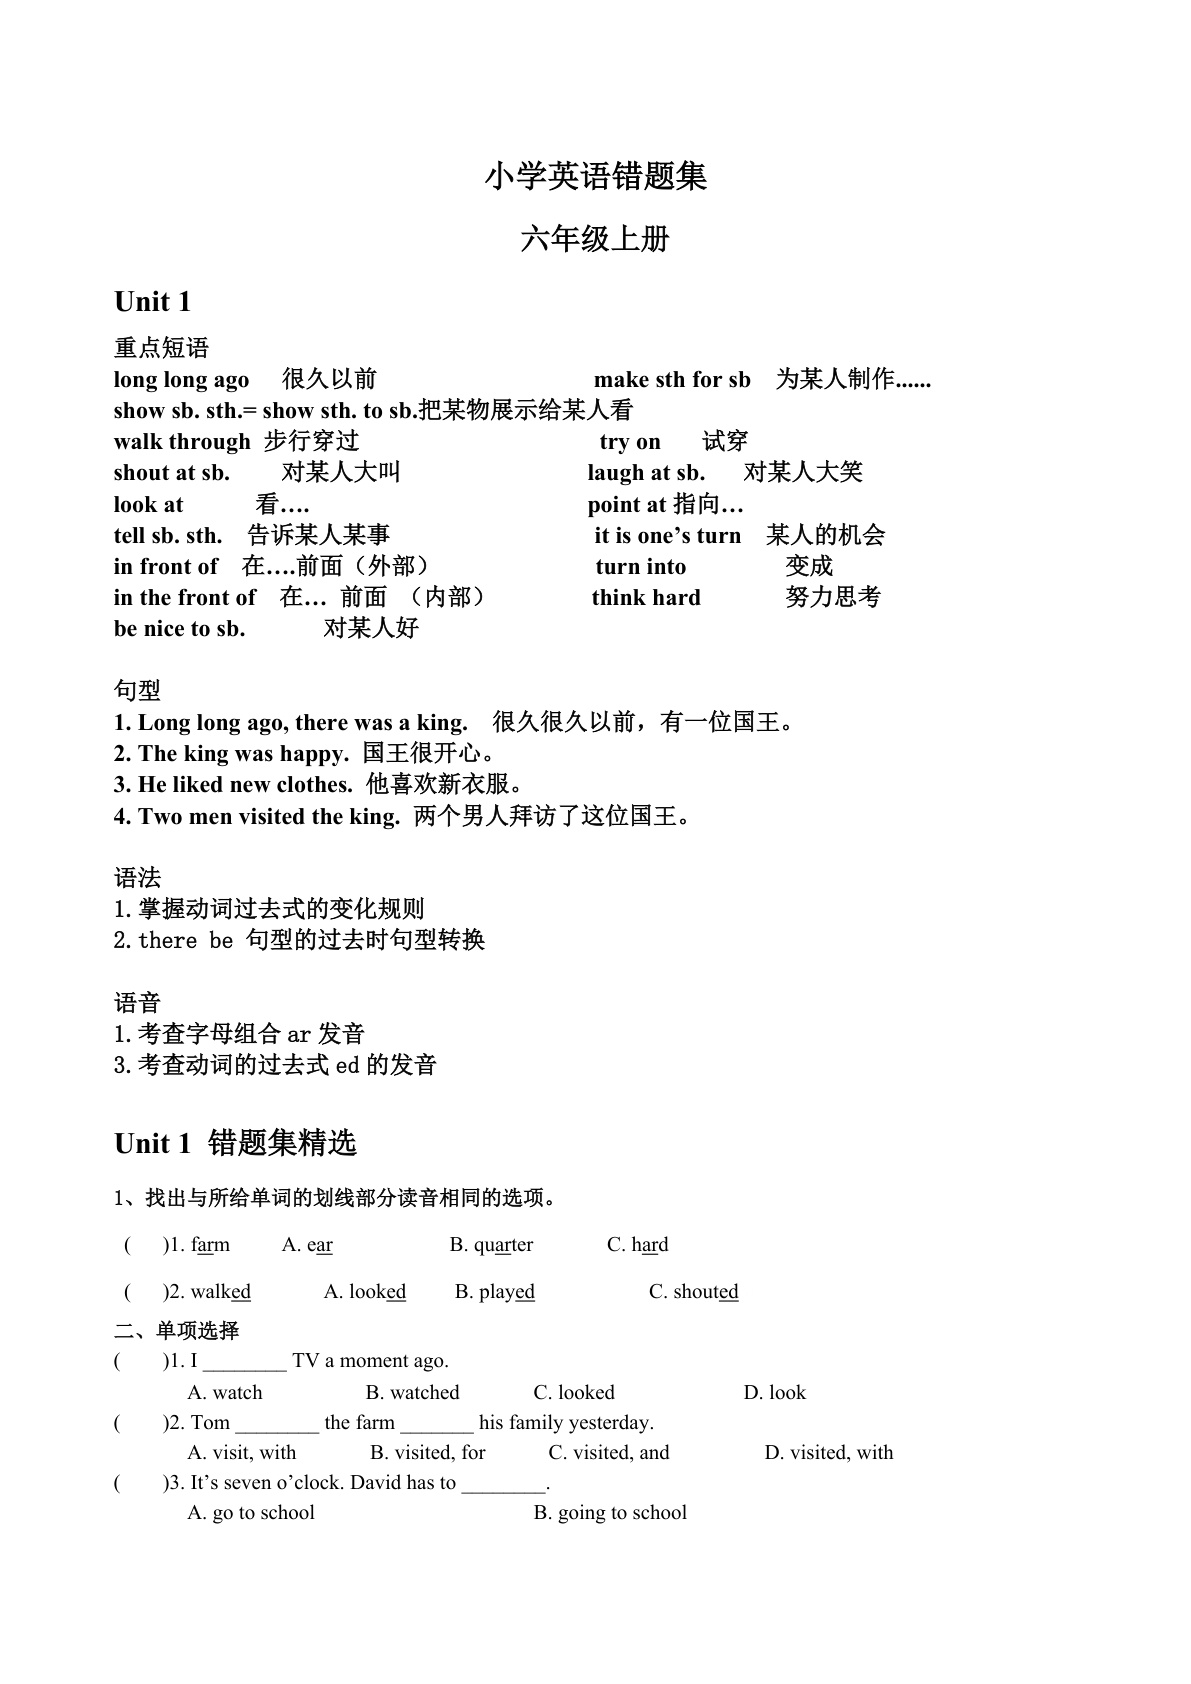 小学英语错题集
六年级上册
Unit 1
重点短语
long long ago 很久以前 make sth for sb 为某人制作......
show sb. sth.= show sth. to sb.把某物展示给某人看
walk through 步行穿过 try on 试穿
shout at sb. 对某人大叫 laugh at sb. 对某人大笑
look at 看…. point at 指向…
tell sb. sth. 告诉某人某事 it is one’s turn 某人的机会
in front of 在….前面（外部） turn into 变成
in the front of 在… 前面 （内部） think hard 努力思考
be nice to sb. 对某人好
句型
1. Long long ago, there was a king. 很久很久以前，有一位国王。
2. The king was happy. 国王很开心。
3. He liked new clothes. 他喜欢新衣服。
4. Two men visited the king. 两个男人拜访了这位国王。
语法
1.掌握动词过去式的变化规则
2.there be 句型的过去时句型转换
语音
1.考查字母组合 ar 发音
3.考查动词的过去式 ed 的发音
Unit 1 错题集精选
1、找出与所给单词的划线部分读音相同的选项。
( )1. farm A. ear B. quarter C. hard
( )2. walked A. looked B. played C. shouted
二、单项选择
( )1. I ________ TV a moment ago.
A. watch B. watched C. looked D. look
( )2. Tom ________ the farm _______ his family yesterday.
A. visit, with B. visited, for C. visited, and D. visited, with
( )3. It’s seven o’clock. David has to ________.
A. go to school B. going to school